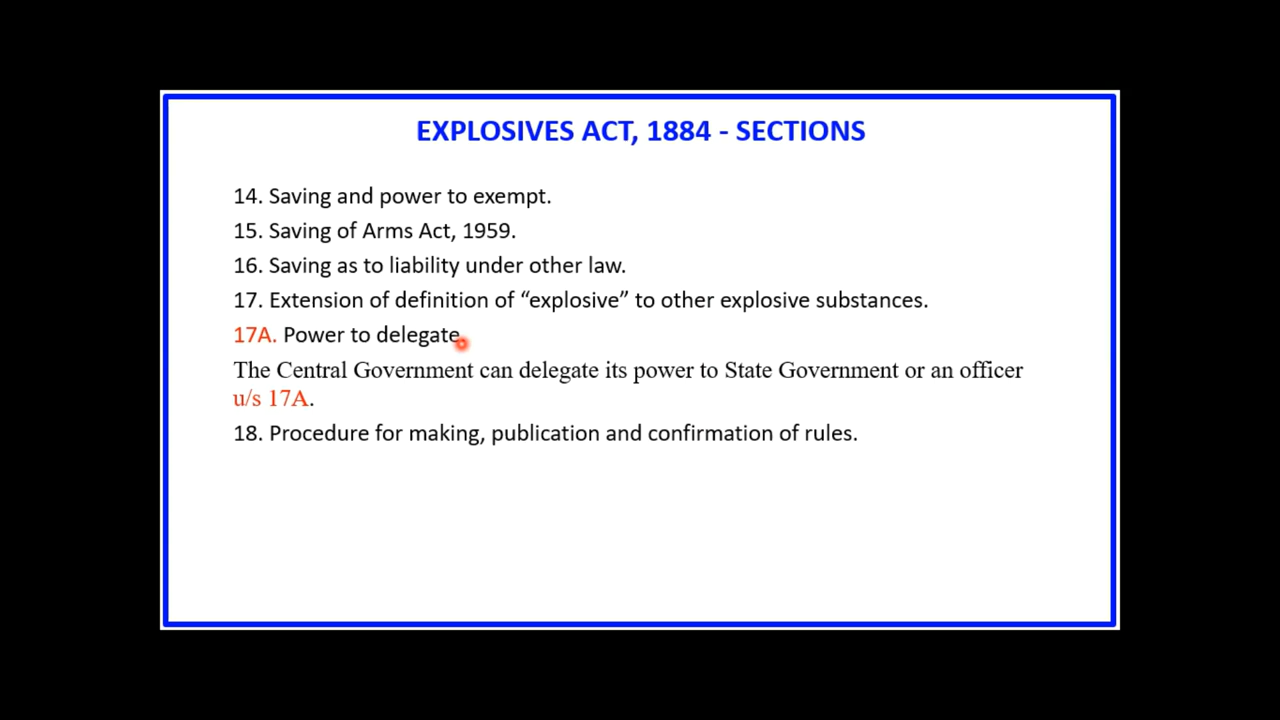 EXPLOSIVES ACT, 1884 - SECTIONS
14. Saving and power to exempt.
15. Saving of Arms Act, 1959.
16. Saving as to liability under other law.
17. Extension of definition of “explosive” to other explosive substances.
17A. Power to delegate.
The Central Government can delegate its power to State Government or an officer
u/s 17A.
18. Procedure for making, publication and confirmation of rules.